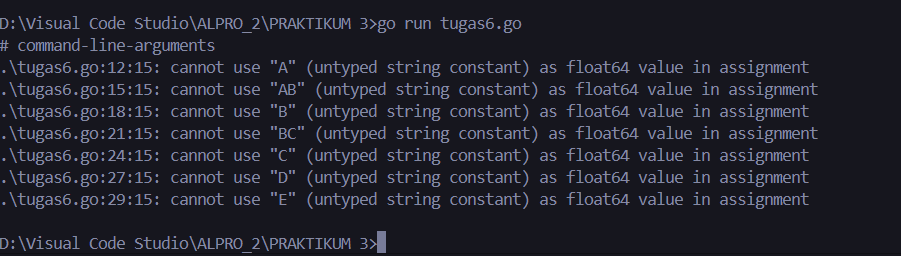 D:\Visual Code Studio\ALPRO_2\PRAKTIKUM 3>go run tugas6.go
# command-line-arguments
.\tugas6.go:12:15: cannot use "A" (untyped string constant) as float64 value in assignment
.\tugas6.go:15:15: cannot use "AB" (untyped string constant) as float64 value in assignment
.\tugas6.go:18:15: cannot use "B" (untyped string constant) as float64 value in assignment
.\tugas6.go:21:15: cannot use "BC" (untyped string constant) as float64 value in assignment
.\tugas6.go:24:15: cannot use "C" (untyped string constant) as float64 value in assignment
.\tugas6.go:27:15: cannot use "D" (untyped string constant) as float64 value in assignment
.\tugas6.go:29:15: cannot use "E" (untyped string constant) as float64 value in assignment
D:\Visual Code Studio\ALPRO_2\PRAKTIKUM 3>